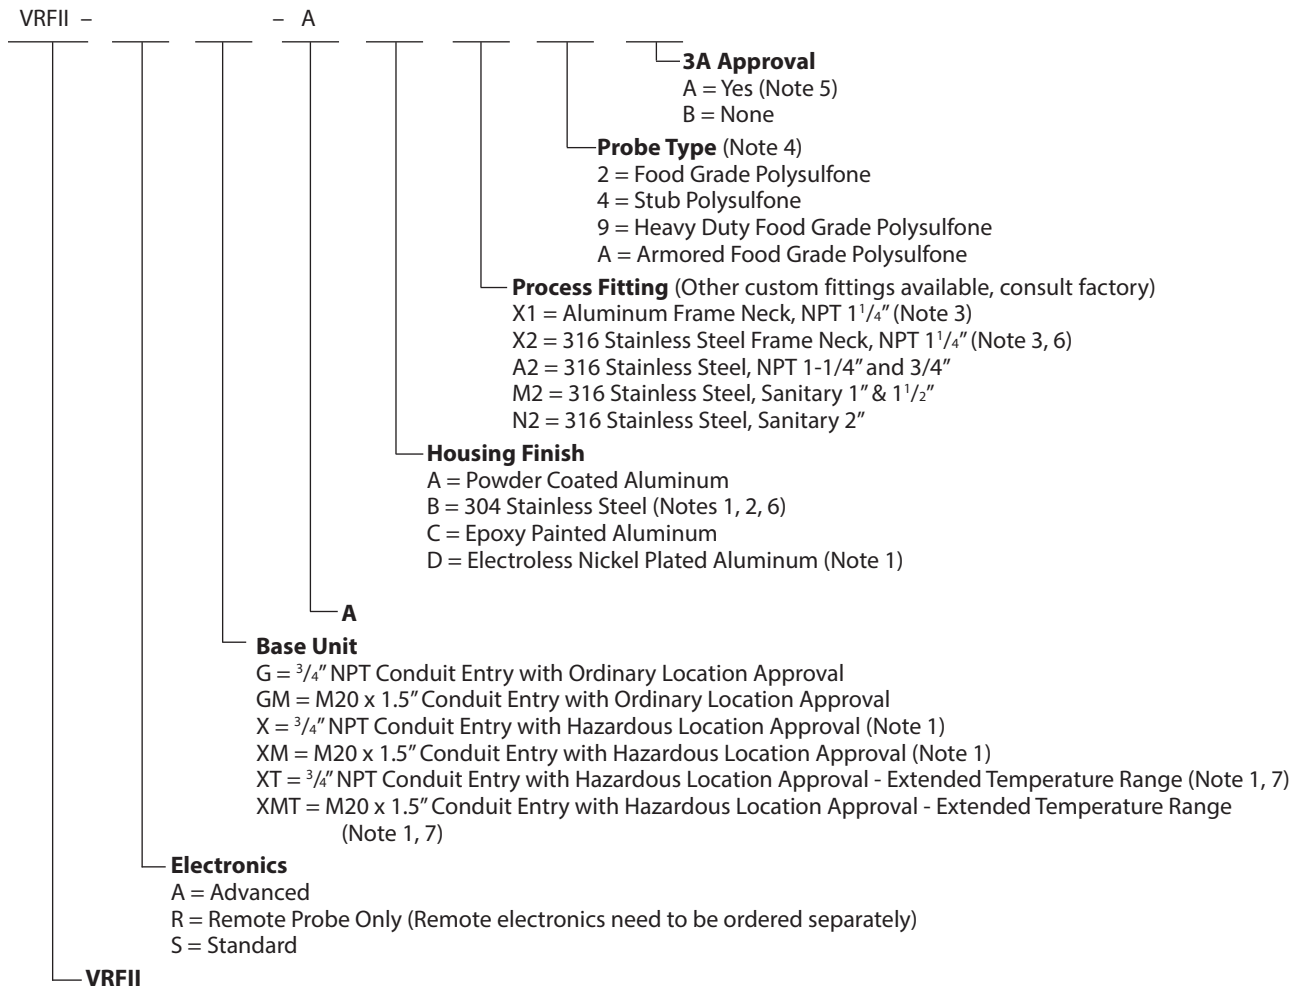 VRFII –   – A
3A Approval
A = Yes (Note 5)
B = None
Probe Type (Note 4)
2 = Food Grade Polysulfone
4 = Stub Polysulfone
9 = Heavy Duty Food Grade Polysulfone
A = Armored Food Grade Polysulfone
Process Fitting (Other custom fittings available, consult factory)
X1 = Aluminum Frame Neck, NPT 1¹/₄” (Note 3)
X2 = 316 Stainless Steel Frame Neck, NPT 1¹/₄” (Note 3, 6)
A2 = 316 Stainless Steel, NPT 1-1/4” and 3/4”
M2 = 316 Stainless Steel, Sanitary 1” & 1¹/₂”
N2 = 316 Stainless Steel, Sanitary 2”
Housing Finish
A = Powder Coated Aluminum
B = 304 Stainless Steel (Notes 1, 2, 6)
C = Epoxy Painted Aluminum
D = Electroless Nickel Plated Aluminum (Note 1)
A
Base Unit
G = ³/₄” NPT Conduit Entry with Ordinary Location Approval
GM = M20 x 1.5” Conduit Entry with Ordinary Location Approval
X = ³/₄” NPT Conduit Entry with Hazardous Location Approval (Note 1)
XM = M20 x 1.5” Conduit Entry with Hazardous Location Approval (Note 1)
XT = ³/₄” NPT Conduit Entry with Hazardous Location Approval - Extended Temperature Range (Note 1, 7)
XMT = M20 x 1.5” Conduit Entry with Hazardous Location Approval - Extended Temperature Range
(Note 1, 7)
Electronics
A = Advanced
R = Remote Probe Only (Remote electronics need to be ordered separately)
S = Standard
VRFII